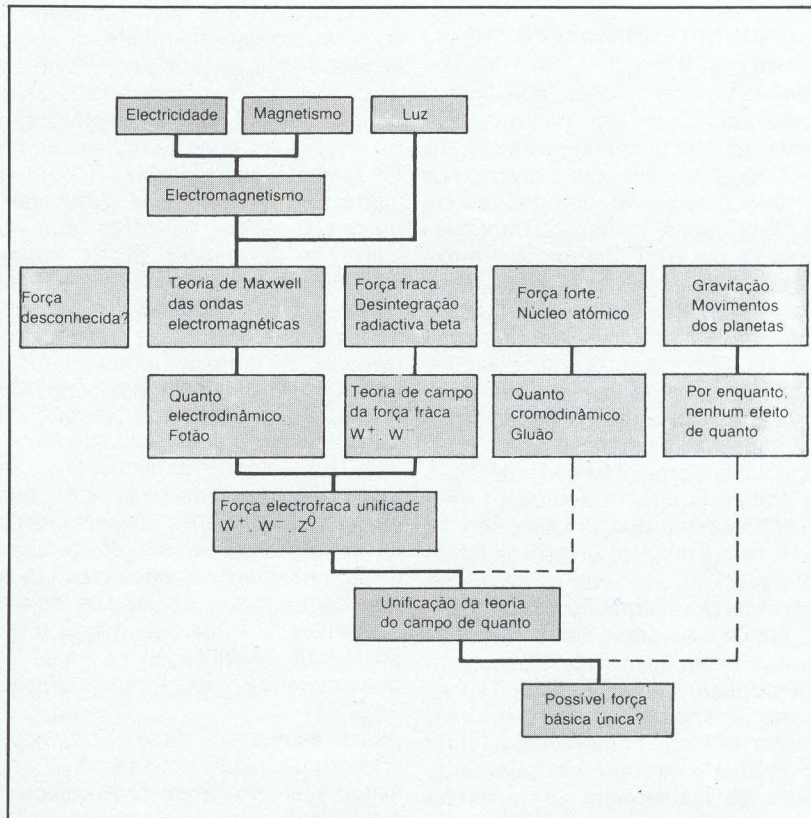 Electricidade
Magnetismo
Luz
Electromagnetismo
Força
desconhecida?
Teoria de Maxwell
das ondas
electromagnéticas
Força fraca.
Desintegração
radiactiva beta
Força forte.
Núcleo atómico
Gravitação.
Movimentos
dos planetas
Quanto
electrodinâmico.
Fotão
Teoria de campo
da força fraca
W⁺. W⁻
Quanto
cromodinâmico.
Gluão
Por enquanto,
nenhum efeito
de quanto
Força electrofraca unificada
W⁺. W⁻. Z⁰
Unificação da teoria
do campo de quanto
Possível força
básica única?